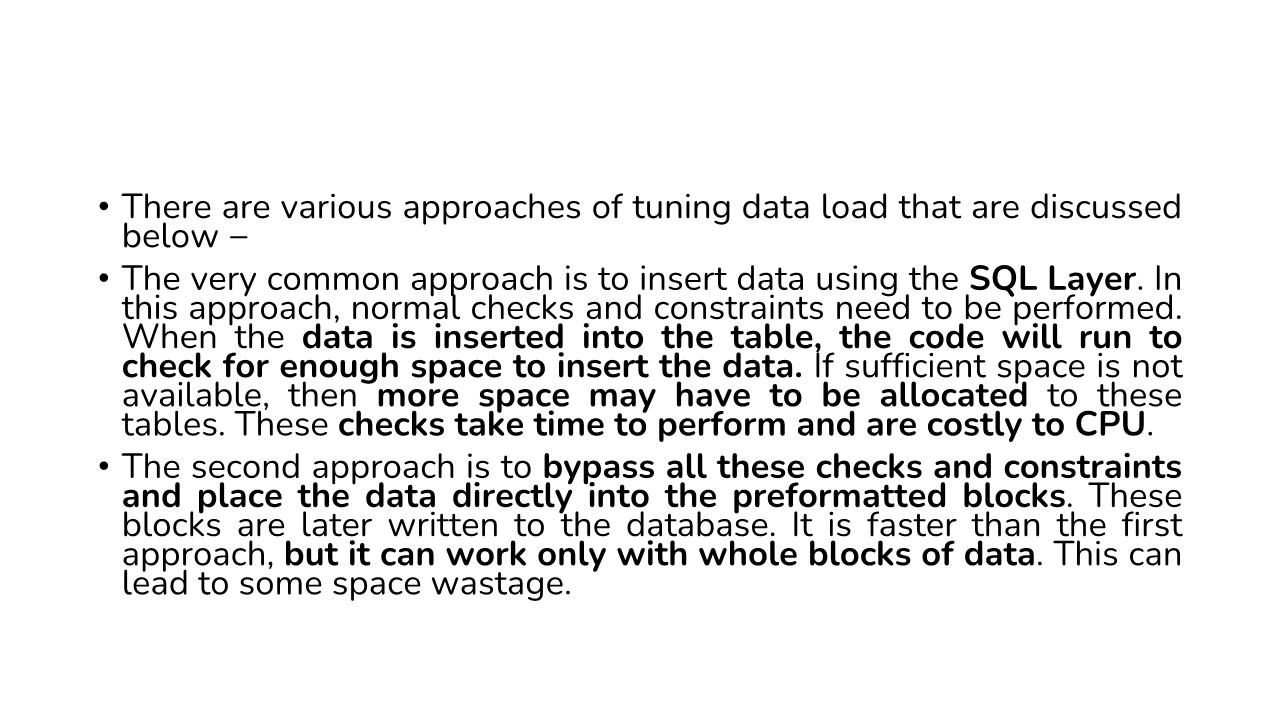 • There are various approaches of tuning data load that are discussed
below –
• The very common approach is to insert data using the SQL Layer. In
this approach, normal checks and constraints need to be performed.
When the data is inserted into the table, the code will run to
check for enough space to insert the data. If sufficient space is not
available, then more space may have to be allocated to these
tables. These checks take time to perform and are costly to CPU.
• The second approach is to bypass all these checks and constraints
and place the data directly into the preformatted blocks. These
blocks are later written to the database. It is faster than the first
approach, but it can work only with whole blocks of data. This can
lead to some space wastage.